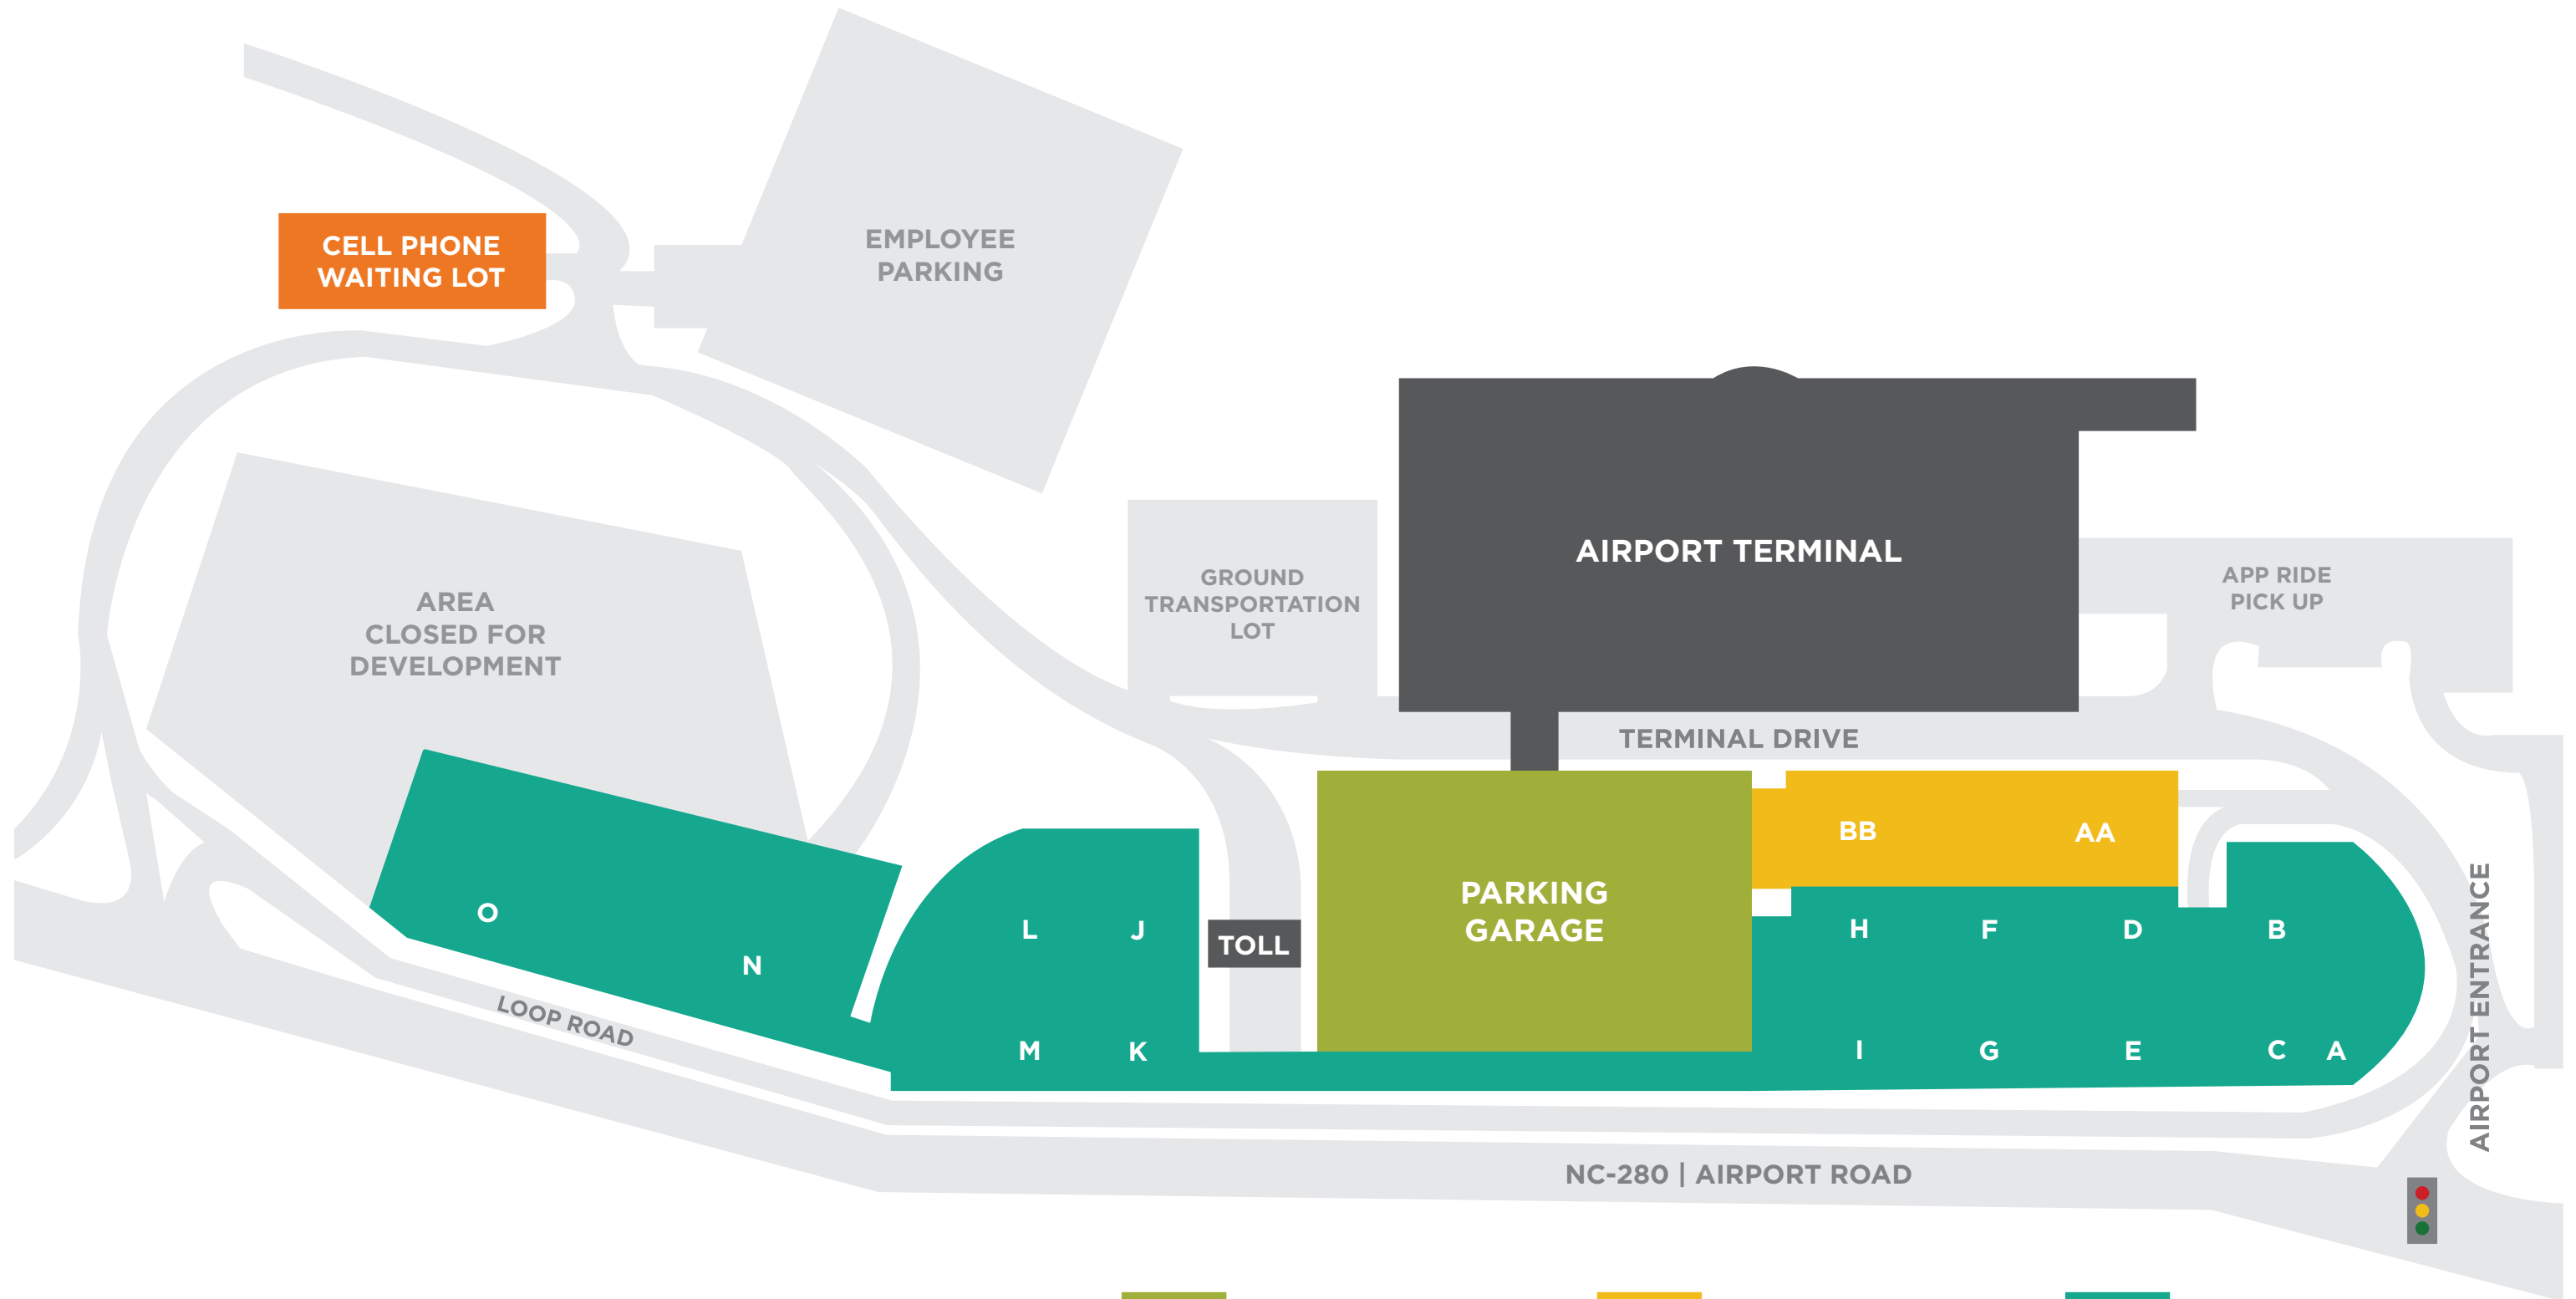 CELL PHONE
WAITING LOT
EMPLOYEE
PARKING
AREA
CLOSED FOR
DEVELOPMENT
GROUND
TRANSPORTATION
LOT
AIRPORT TERMINAL
APP RIDE
PICK UP
TERMINAL DRIVE
BB
AA
PARKING
GARAGE
O
N
L
J
TOLL
H
F
D
B
M
K
I
G
E
C
A
LOOP ROAD
AIRPORT ENTRANCE
NC-280 | AIRPORT ROAD